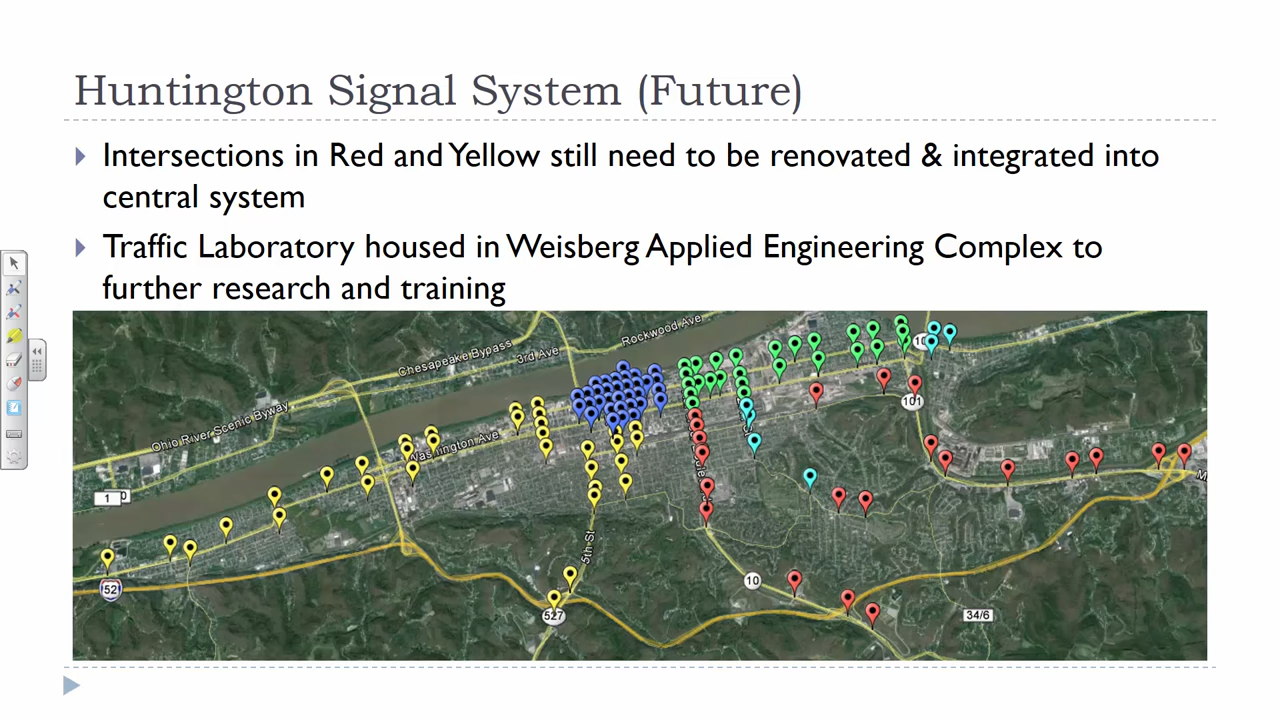 Huntington Signal System (Future)
Intersections in Red and Yellow still need to be renovated & integrated into
central system
Traffic Laboratory housed in Weisberg Applied Engineering Complex to
further research and training
Rockwood Ave
Chesapeake Bypass
3rd Ave
Ohio River Scenic Byway
Washington Ave
101
1
5th St
52
10
527
34/6